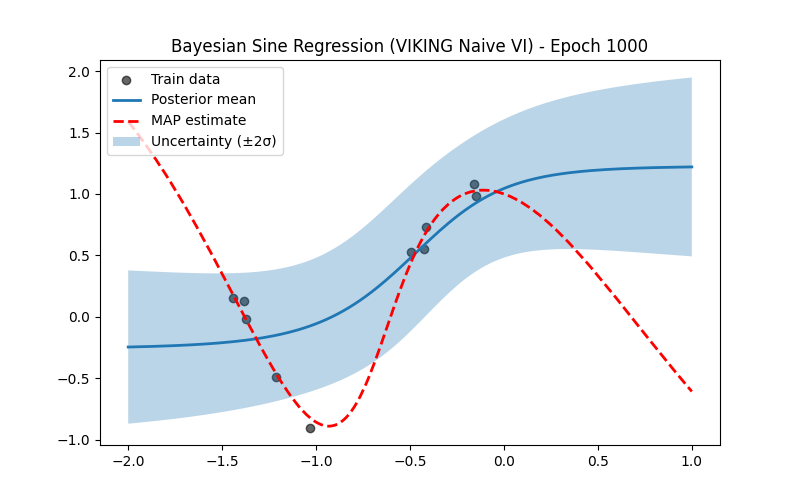 Bayesian Sine Regression (VIKING Naive VI) - Epoch 1000
Train data
Posterior mean
MAP estimate
Uncertainty (±2σ)
2.0
1.5
1.0
0.5
0.0
−0.5
−1.0
−2.0 −1.5 −1.0 −0.5 0.0 0.5 1.0